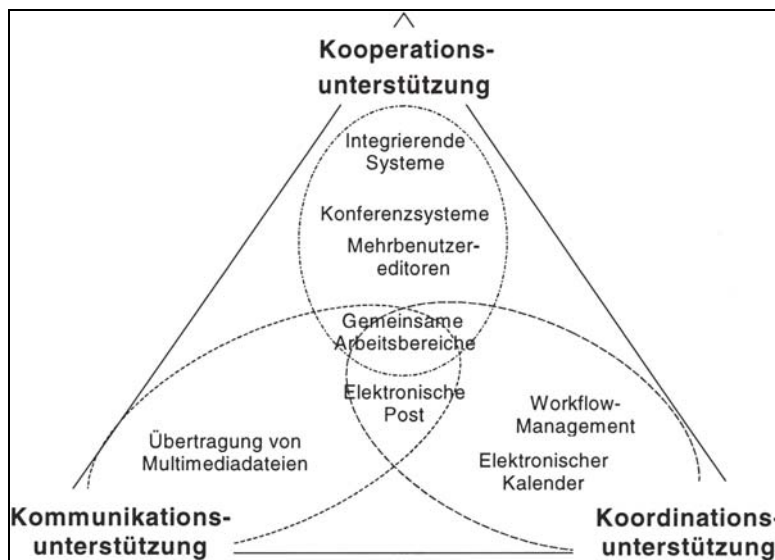 Kooperations-
unterstützung
Integrierende
Systeme
Konferenzsysteme
Mehrbenutzer-
editoren
Gemeinsame
Arbeitsbereiche
Elektronische
Post
Workflow-
Management
Übertragung von
Multimediadateien
Elektronischer
Kalender
Kommunikations-
unterstützung
Koordinations-
unterstützung